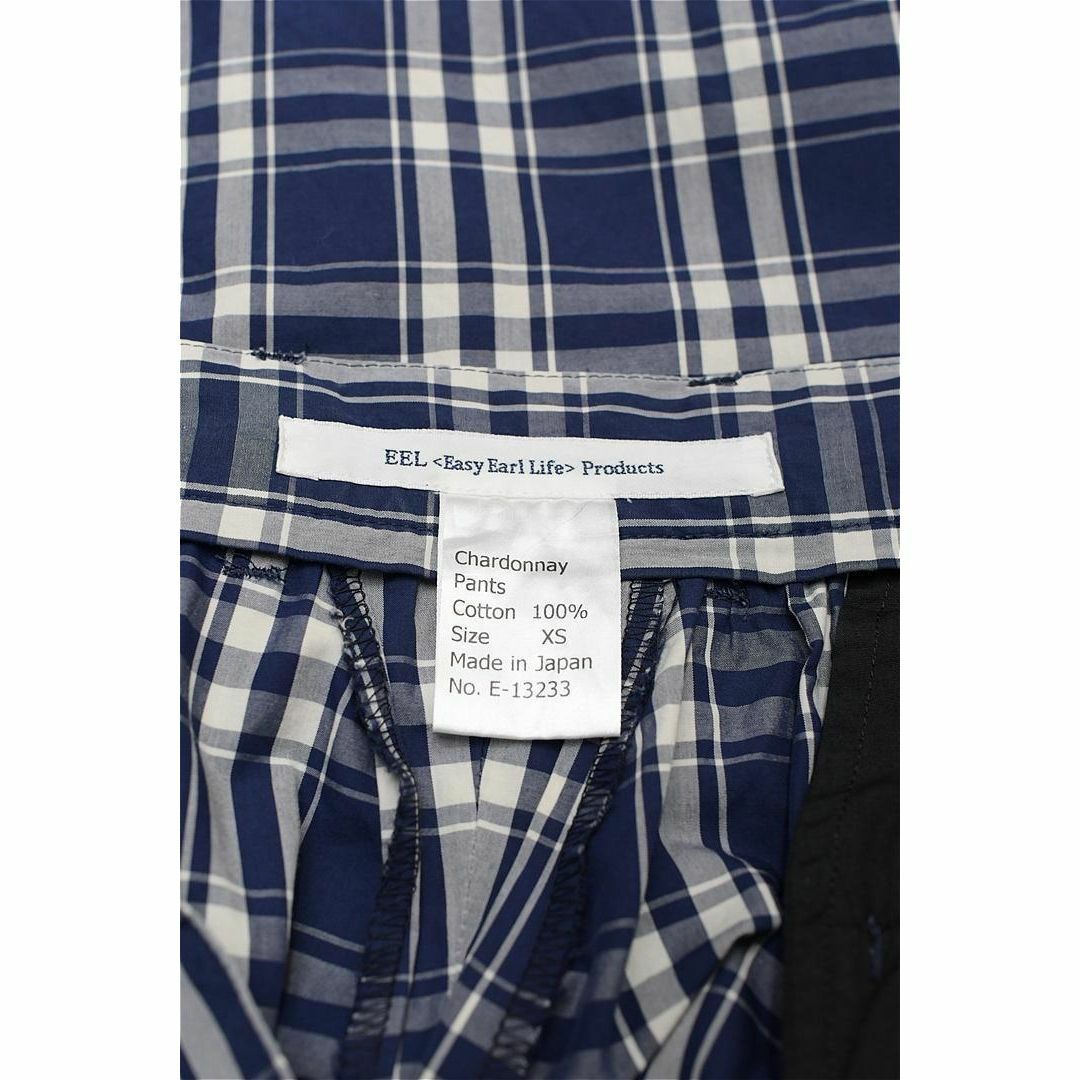 EEL <Easy Earl Life> Products
Chardonnay
Pants
Cotton 100%
Size XS
Made in Japan
No. E-13233